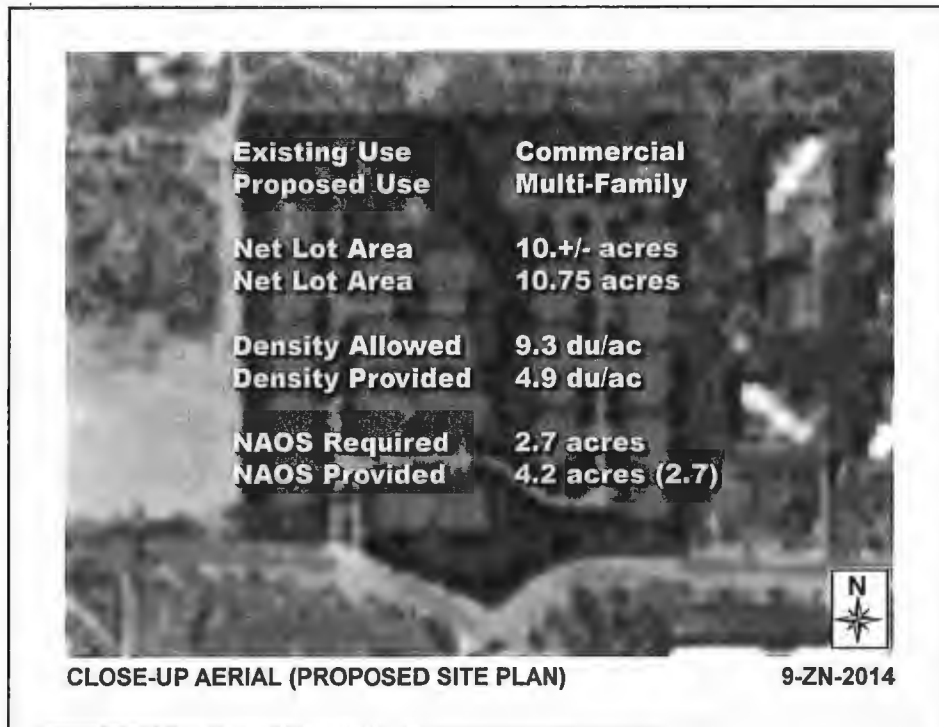 Existing Use Commercial
Proposed Use Multi-Family
Net Lot Area 10.+/- acres
Net Lot Area 10.75 acres
Density Allowed 9.3 du/ac
Density Provided 4.9 du/ac
NAOS Required 2.7 acres
NAOS Provided 4.2 acres (2.7)
N
CLOSE-UP AERIAL (PROPOSED SITE PLAN) 9-ZN-2014